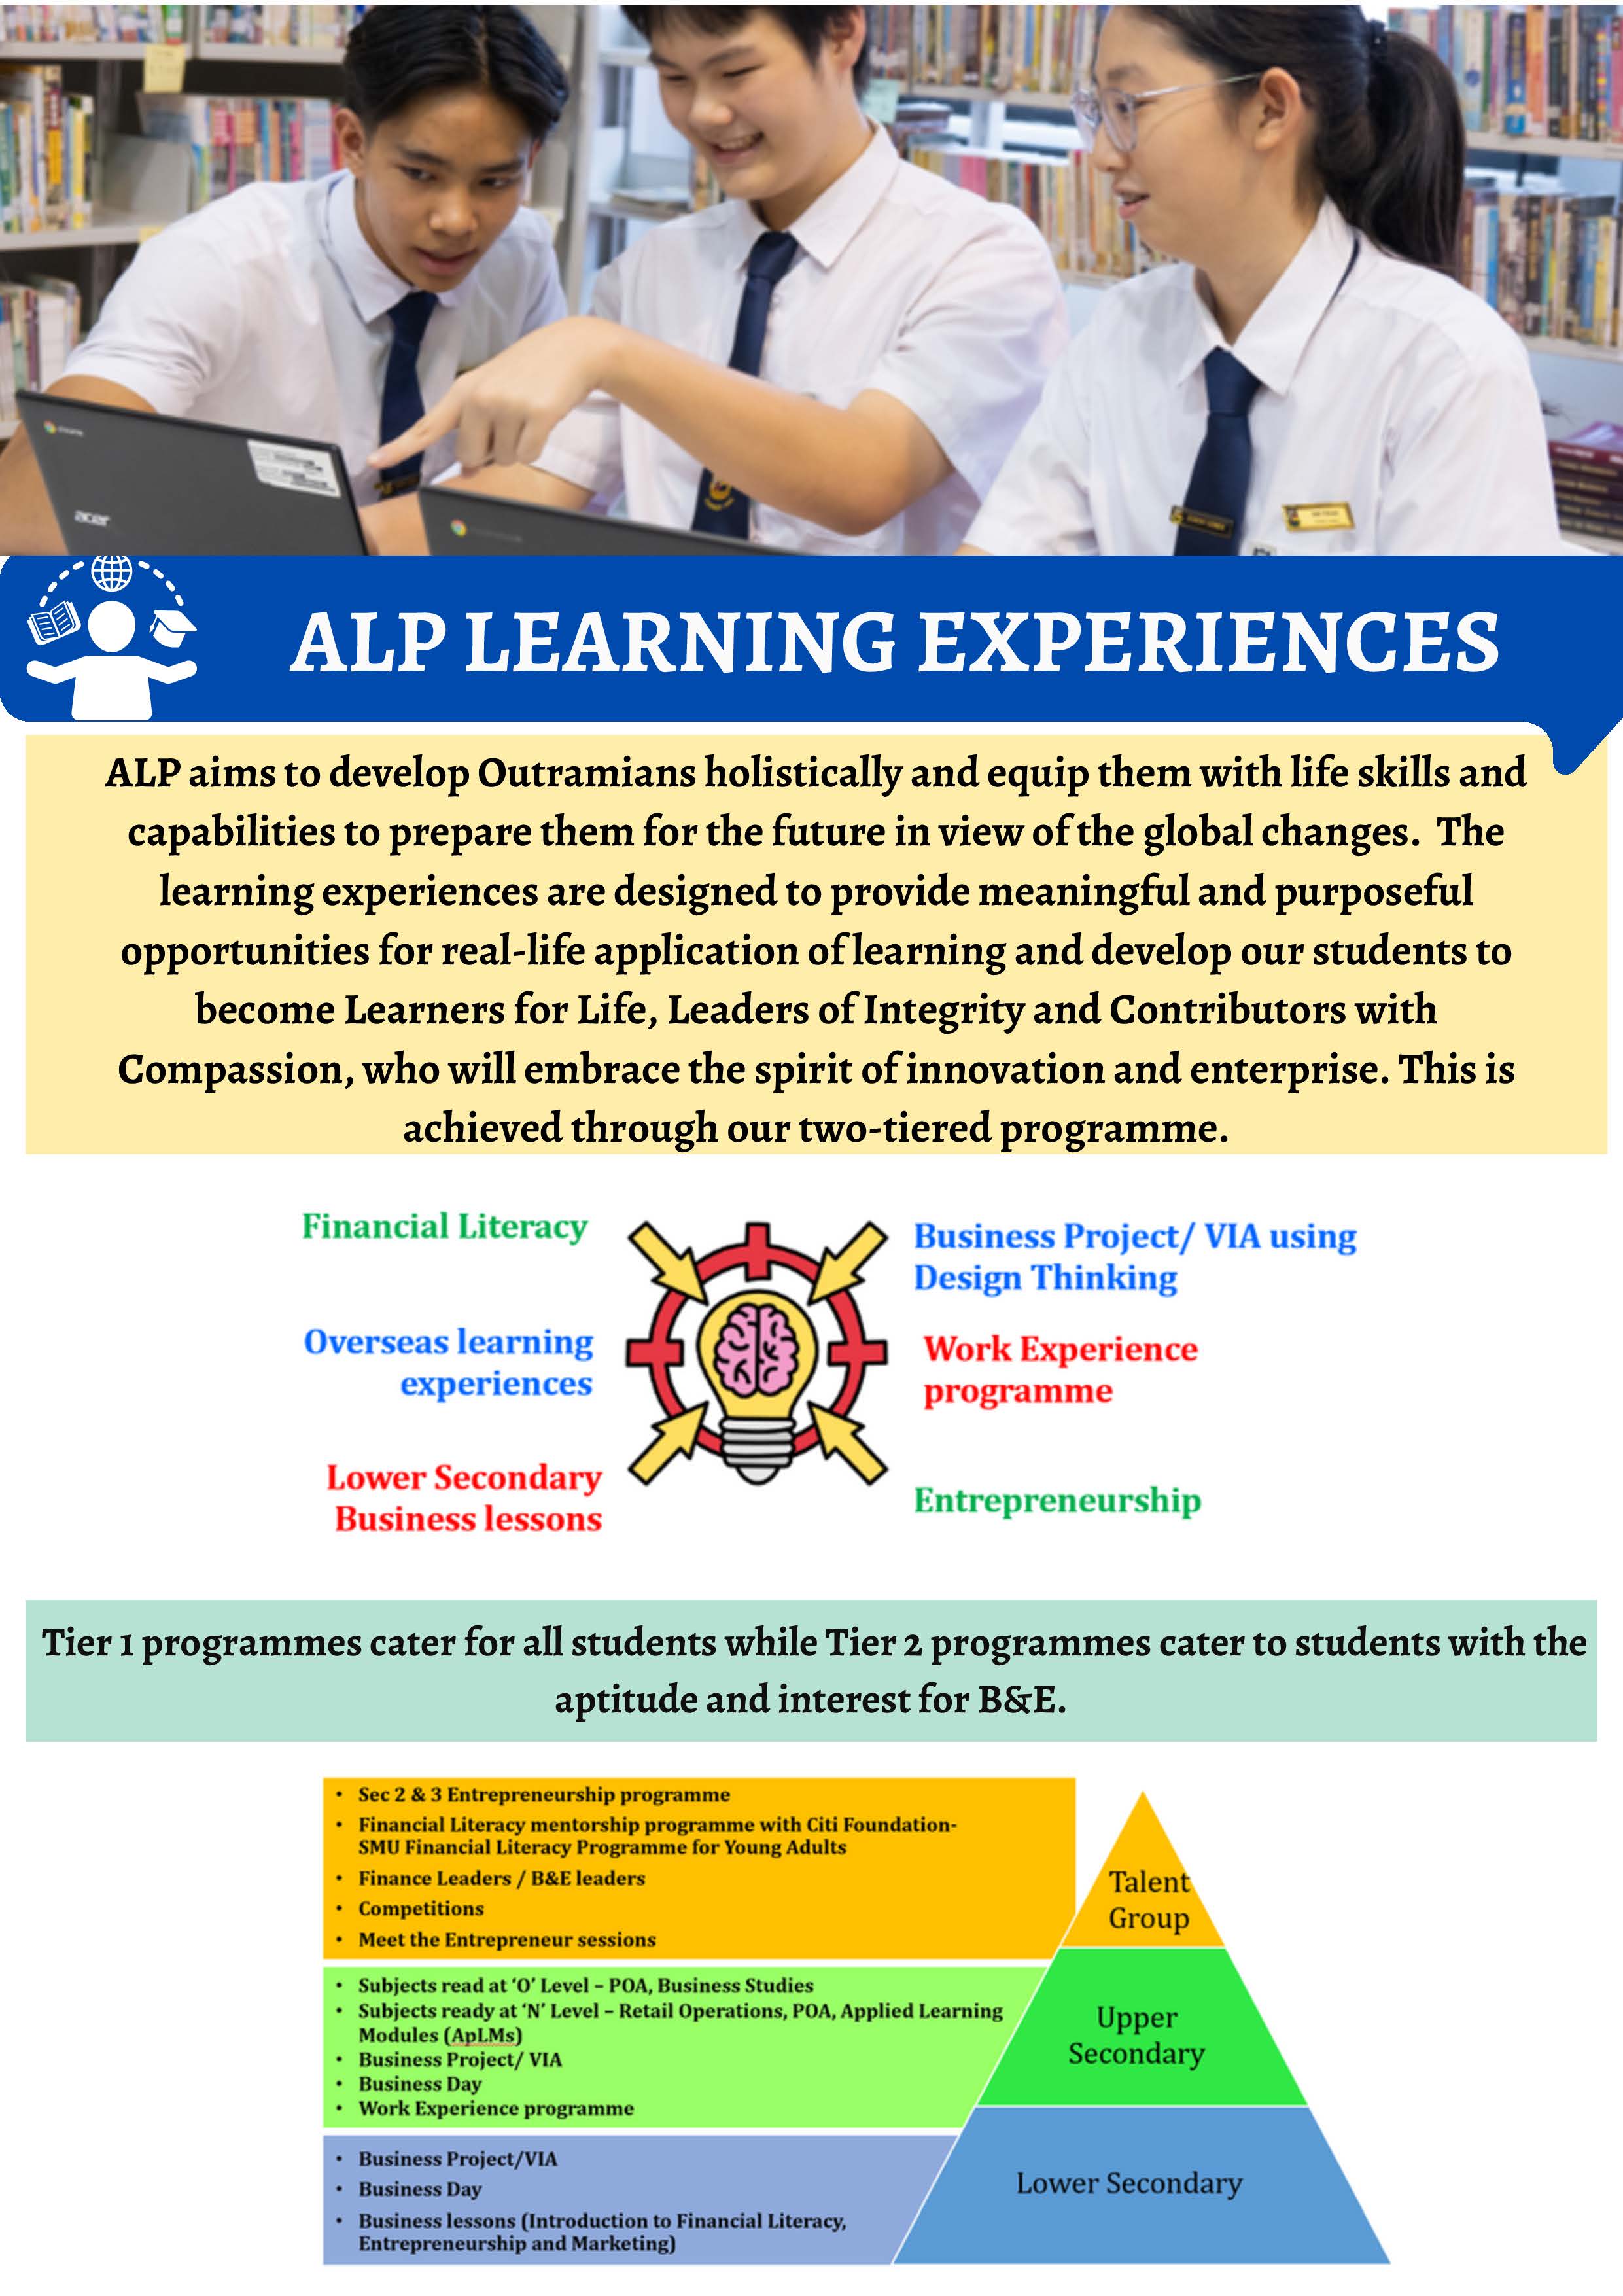 acer
ALP LEARNING EXPERIENCES
ALP aims to develop Outramians holistically and equip them with life skills and
capabilities to prepare them for the future in view of the global changes. The
learning experiences are designed to provide meaningful and purposeful
opportunities for real-life application of learning and develop our students to
become Learners for Life, Leaders of Integrity and Contributors with
Compassion, who will embrace the spirit of innovation and enterprise. This is
achieved through our two-tiered programme.
Financial Literacy
Business Project/ VIA using
Design Thinking
Overseas learning
experiences
Work Experience
programme
Lower Secondary
Business lessons
Entrepreneurship
Tier 1 programmes cater for all students while Tier 2 programmes cater to students with the
aptitude and interest for B&E.
• Sec 2 & 3 Entrepreneurship programme
• Financial Literacy mentorship programme with Citi Foundation-
SMU Financial Literacy Programme for Young Adults
• Finance Leaders / B&E leaders
• Competitions
• Meet the Entrepreneur sessions
Talent
Group
• Subjects read at ‘O’ Level – POA, Business Studies
• Subjects ready at ‘N’ Level – Retail Operations, POA, Applied Learning
Modules (ApLMs)
• Business Project/ VIA
• Business Day
• Work Experience programme
Upper
Secondary
• Business Project/VIA
• Business Day
• Business lessons (Introduction to Financial Literacy,
Entrepreneurship and Marketing)
Lower Secondary